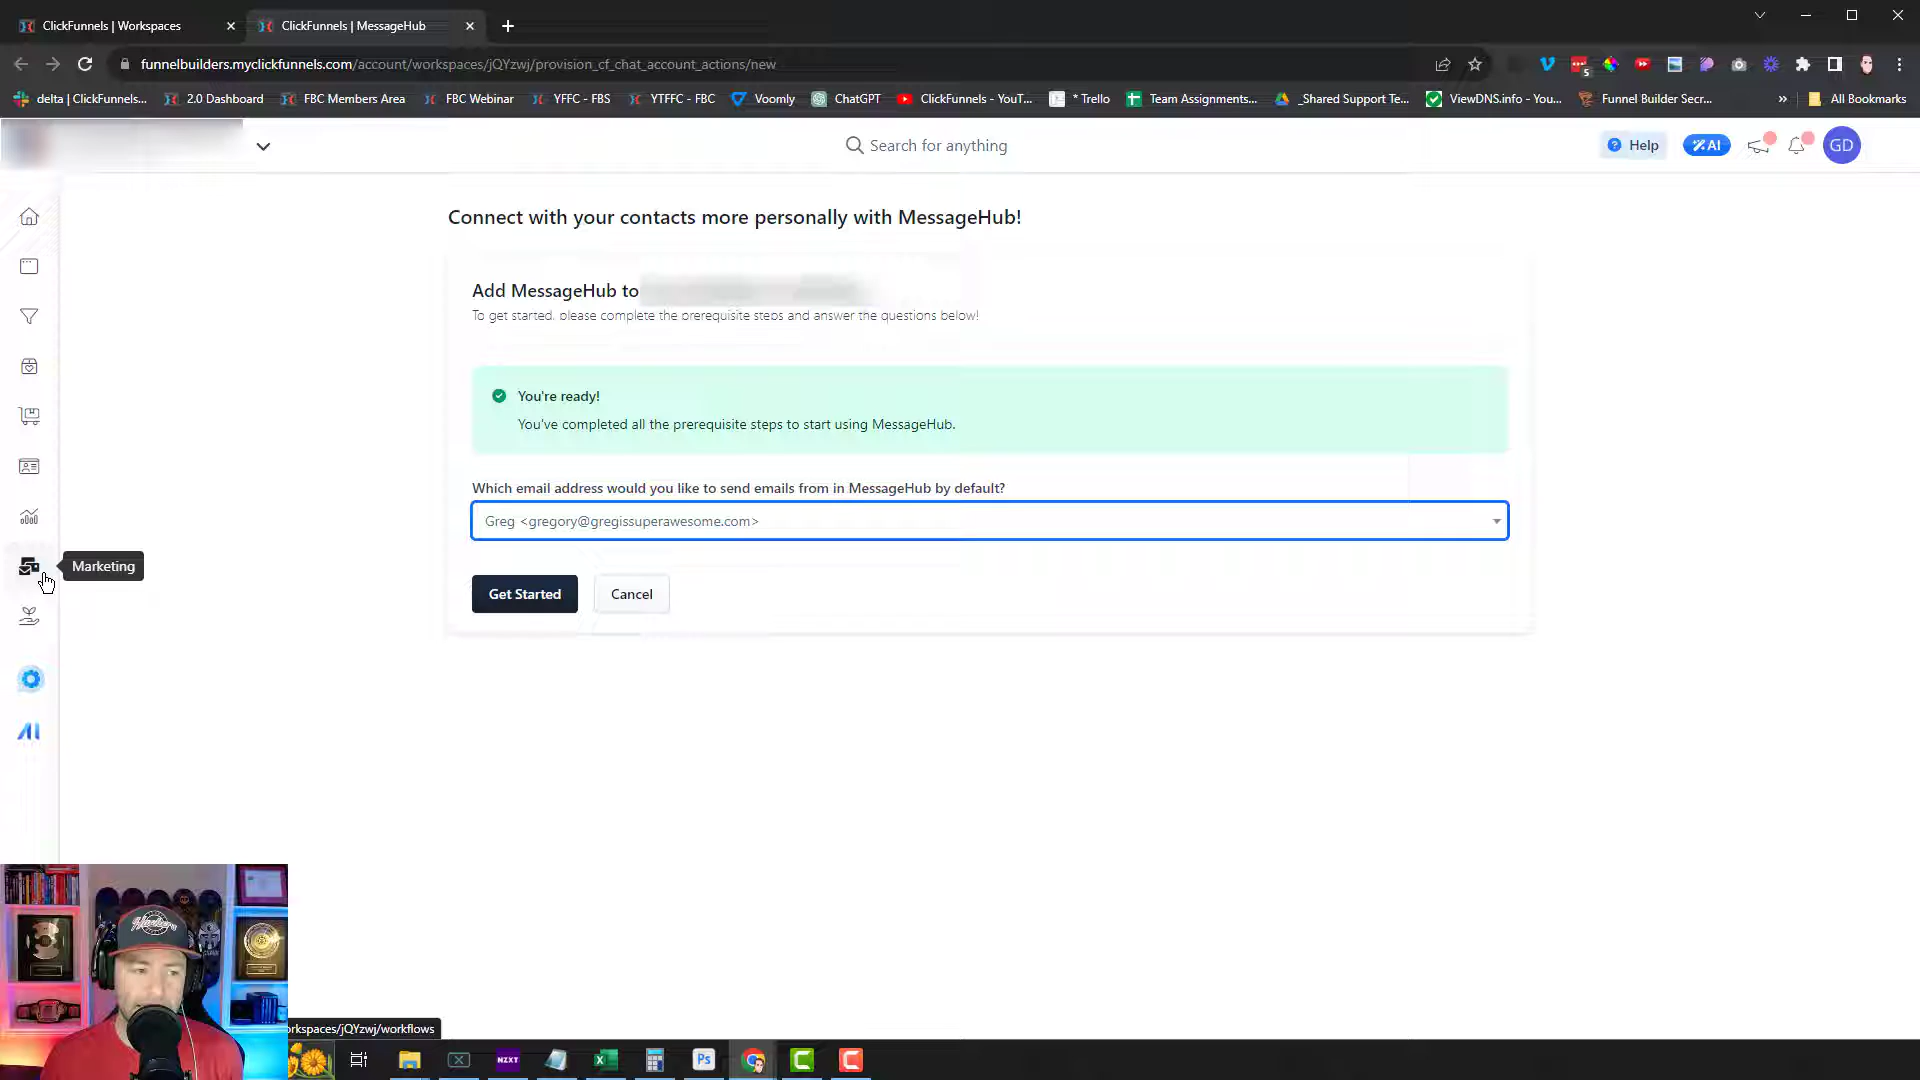 ClickFunnels | Workspaces
ClickFunnels | MessageHub
funnelbuilders.myclickfunnels.com/account/workspaces/jQYzwj/provision_cf_chat_account_actions/new
5
delta | ClickFunnels...
2.0 Dashboard
FBC Members Area
FBC Webinar
YFFC - FBS
YTFFC - FBC
Voomly
ChatGPT
ClickFunnels - YouT...
* Trello
Team Assignments...
_Shared Support Te...
ViewDNS.info - You...
Funnel Builder Secr...
»
All Bookmarks
Search for anything
? Help
AI
GD
Connect with your contacts more personally with MessageHub!
Add MessageHub to
To get started, please complete the prerequisite steps and answer the questions below!
You're ready!
You've completed all the prerequisite steps to start using MessageHub.
Which email address would you like to send emails from in MessageHub by default?
Greg <gregory@gregissuperawesome.com>
Marketing
Get Started
Cancel
AI
orkspaces/jQYzwj/workflows
NZXT
Ps